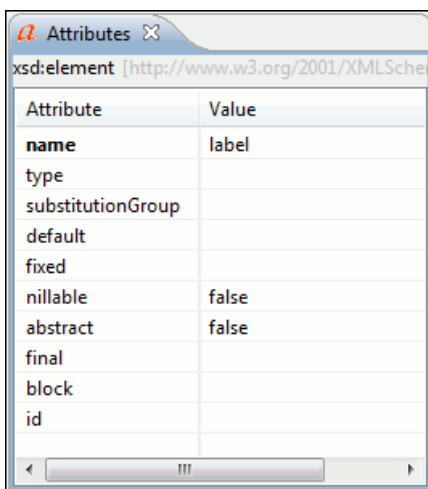 a Attributes
xsd:element [http://www.w3.org/2001/XMLScher
Attribute Value
name label
type
substitutionGroup
default
fixed
nillable false
abstract false
final
block
id